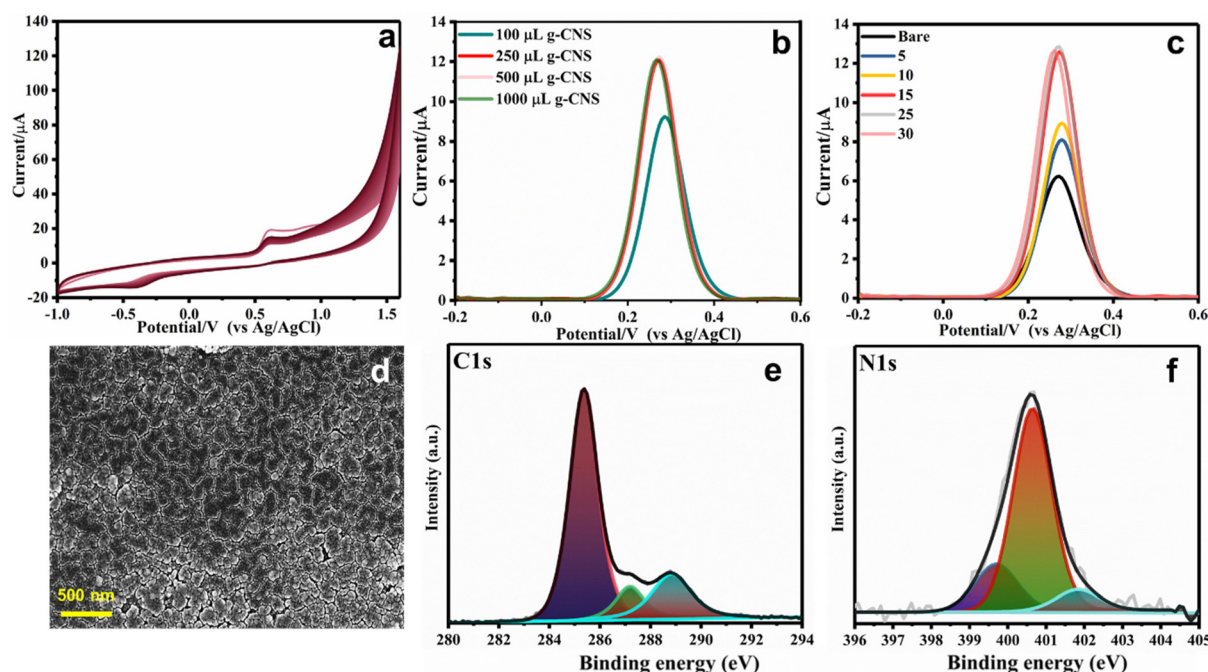 a
140
120
100
80
60
40
20
0
-20
Current/μA
-1.0 -0.5 0.0 0.5 1.0 1.5
Potential/V (vs Ag/AgCl)
b
14
12
10
8
6
4
2
0
Current/μA
100 μL g-CNS
250 μL g-CNS
500 μL g-CNS
1000 μL g-CNS
-0.2 0.0 0.2 0.4 0.6
Potential/V (vs Ag/AgCl)
c
14
12
10
8
6
4
2
0
Current/μA
Bare
5
10
15
25
30
-0.2 0.0 0.2 0.4 0.6
Potential/V (vs Ag/AgCl)
d
500 nm
C1s
e
Intensity (a.u.)
280 282 284 286 288 290 292 294
Binding energy (eV)
N1s
f
Intensity (a.u.)
396 397 398 399 400 401 402 403 404 405
Binding energy (eV)